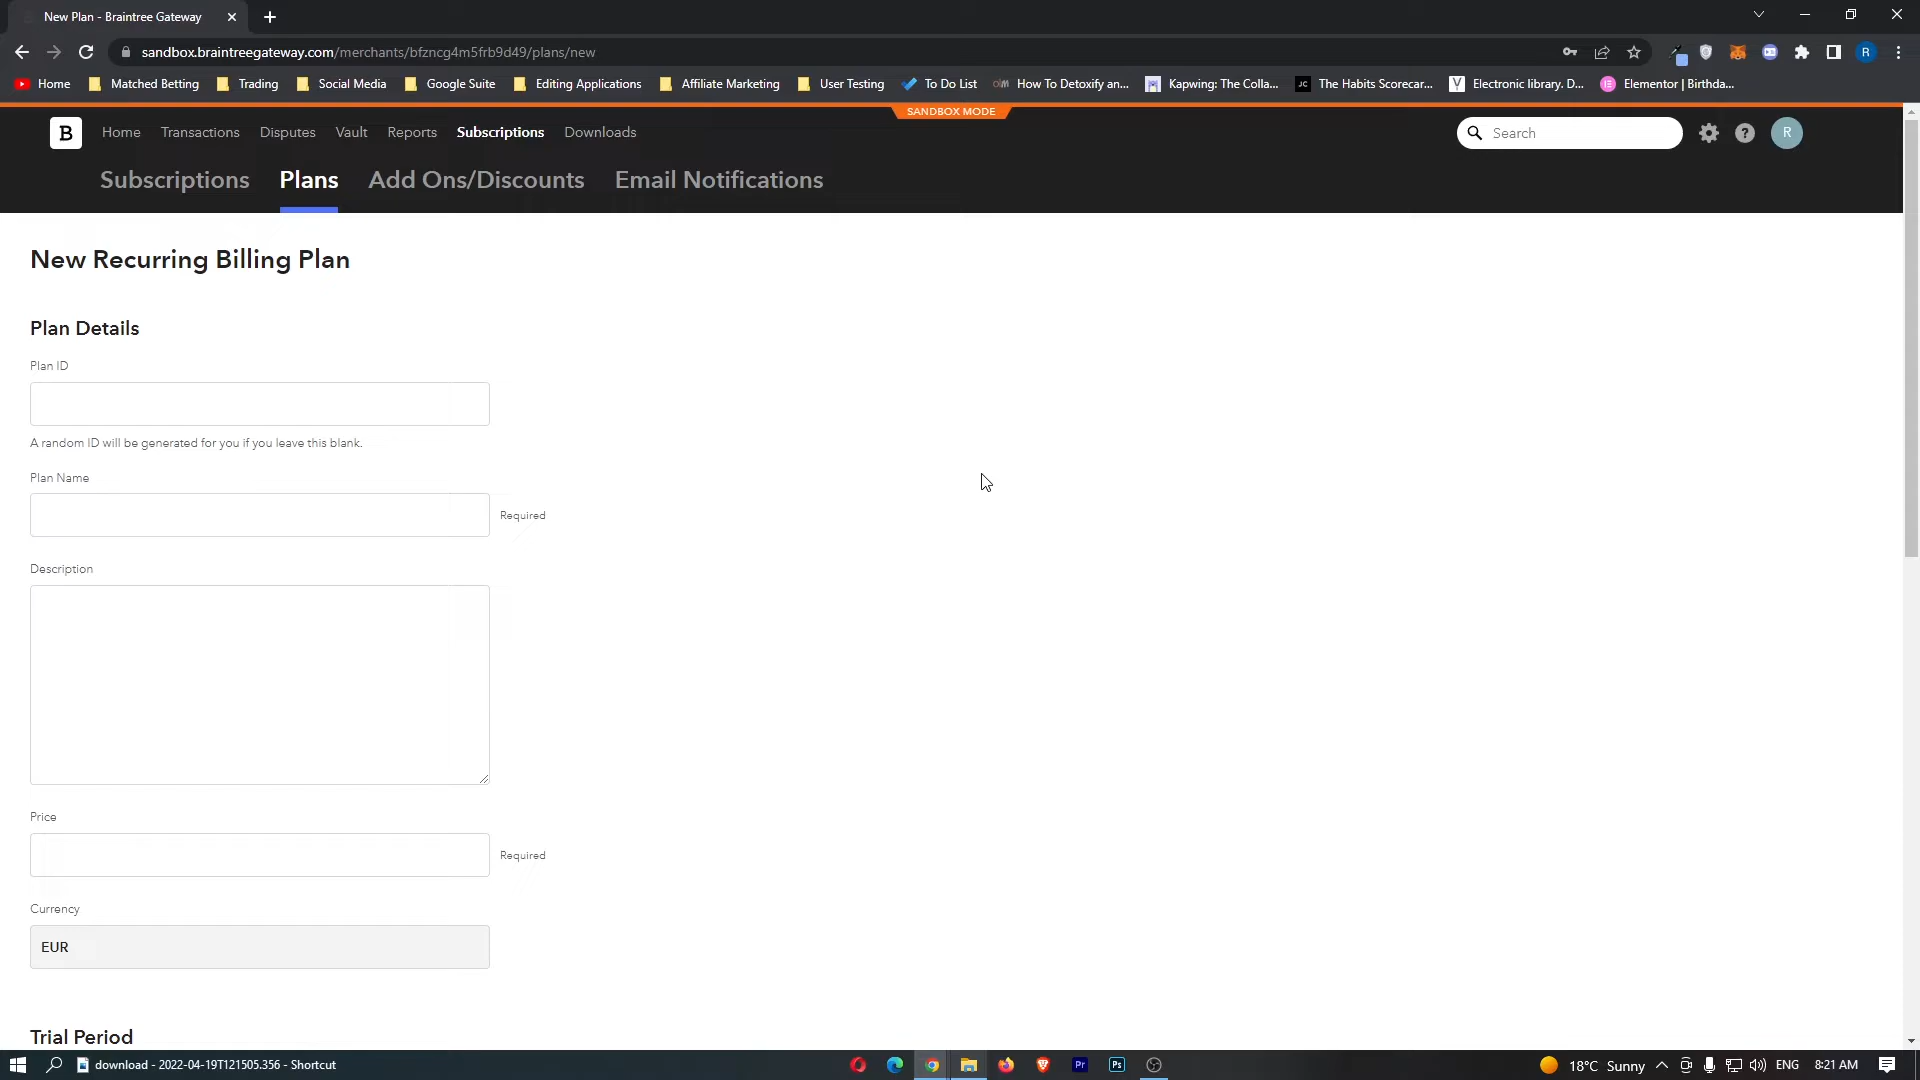 New Plan - Braintree Gateway
sandbox.braintreegateway.com/merchants/bfzncg4m5frb9d49/plans/new
R
Home Matched Betting Trading Social Media Google Suite Editing Applications Affiliate Marketing User Testing To Do List How To Detoxify an... Kapwing: The Colla... JC The Habits Scorecar... Electronic library. D... Elementor | Birthda...
SANDBOX MODE
B Home Transactions Disputes Vault Reports Subscriptions Downloads Search ? R
Subscriptions Plans Add Ons/Discounts Email Notifications
New Recurring Billing Plan
Plan Details
Plan ID
A random ID will be generated for you if you leave this blank.
Plan Name
Required
Description
Price
Required
Currency
EUR
Trial Period
download - 2022-04-19T121505.356 - Shortcut Pr Ps 18°C Sunny ENG 8:21 AM